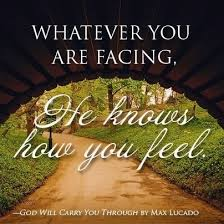 WHATEVER YOU
ARE FACING,
He knows
how you feel.
—GOD WILL CARRY YOU THROUGH BY MAX LUCADO